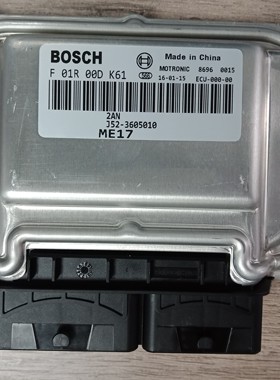 BOSCH
Made in China
F 01R 00D K61
MOTRONIC 8696 0015
16-01-15 ECU-000-00
2AN
J52-3605010
ME17